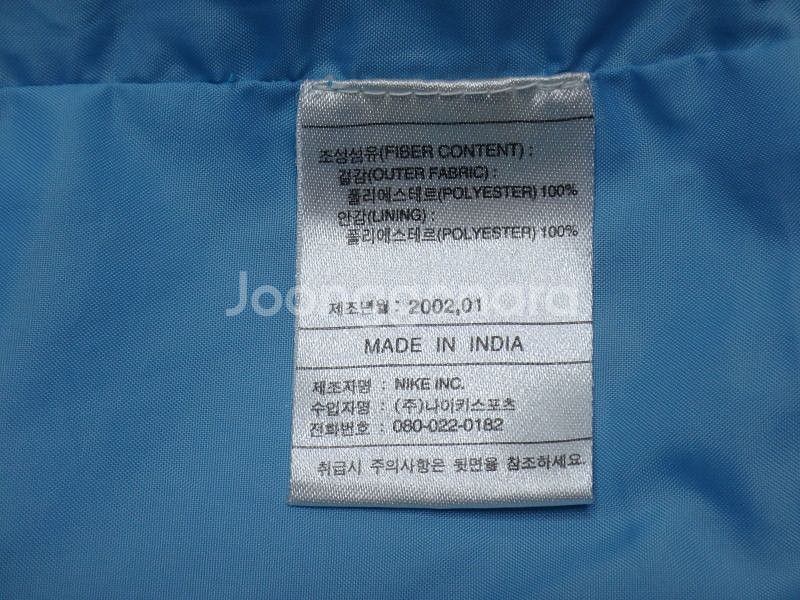 조성섬유(FIBER CONTENT) :
겉감(OUTER FABRIC) :
폴리에스테르(POLYESTER) 100%
안감(LINING) :
폴리에스테르(POLYESTER) 100%
Joonggonara
제조년월 : 2002,01
MADE IN INDIA
제조자명 : NIKE INC.
수입자명 : (주)나이키스포츠
전화번호 : 080-022-0182
취급시 주의사항은 뒷면을 참조하세요.